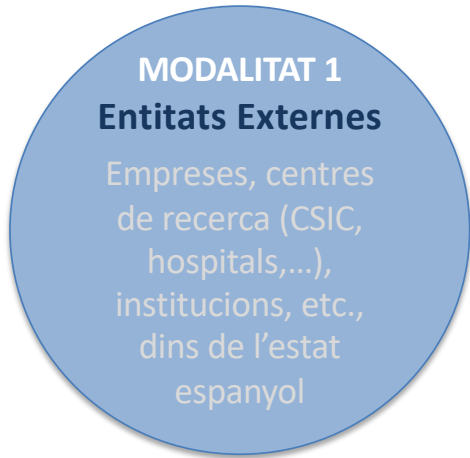 MODALITAT 1
Entitats Externes
Empreses, centres
de recerca (CSIC,
hospitals,...),
institucions, etc.,
dins de l’estat
espanyol